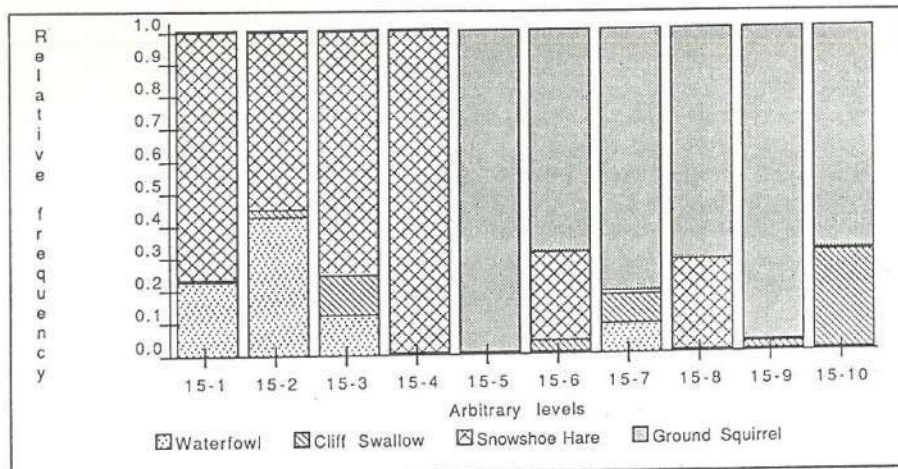 Relative frequency
1.0
0.9
0.8
0.7
0.6
0.5
0.4
0.3
0.2
0.1
0.0
15-1 15-2 15-3 15-4 15-5 15-6 15-7 15-8 15-9 15-10
Arbitrary levels
Waterfowl Cliff Swallow Snowshoe Hare Ground Squirrel